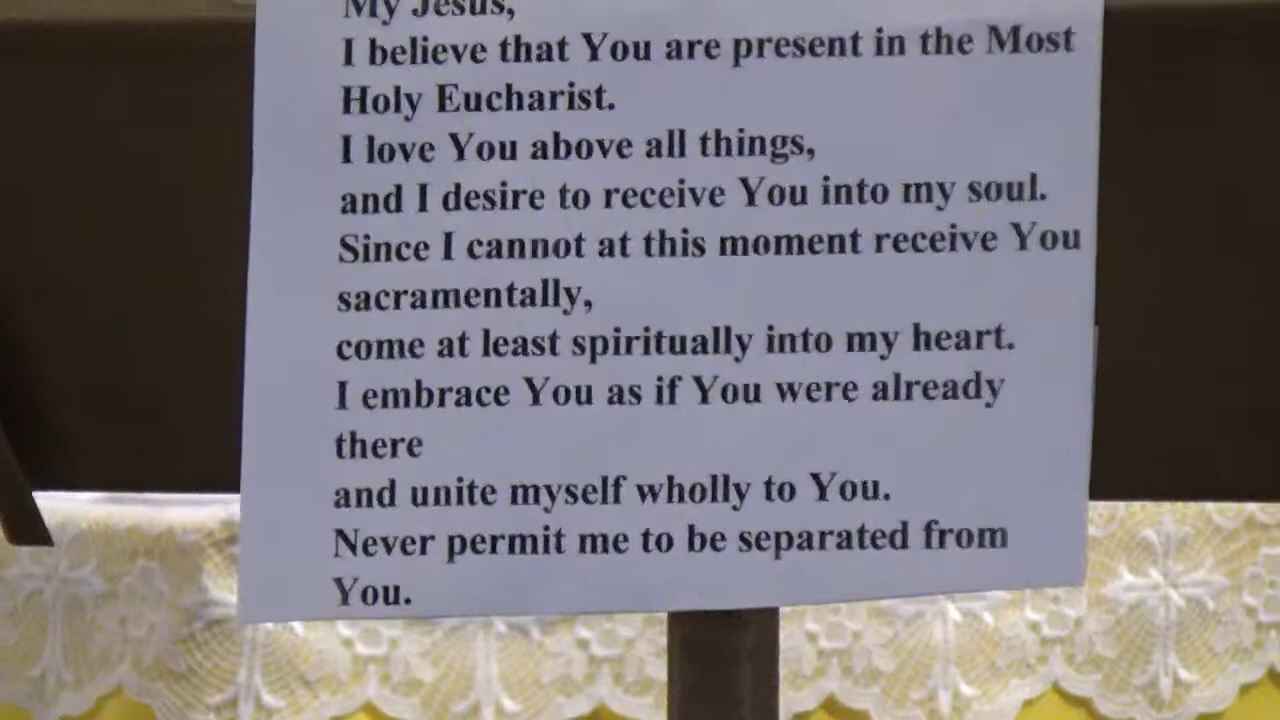 My Jesus,
I believe that You are present in the Most
Holy Eucharist.
I love You above all things,
and I desire to receive You into my soul.
Since I cannot at this moment receive You
sacramentally,
come at least spiritually into my heart.
I embrace You as if You were already
there
and unite myself wholly to You.
Never permit me to be separated from
You.